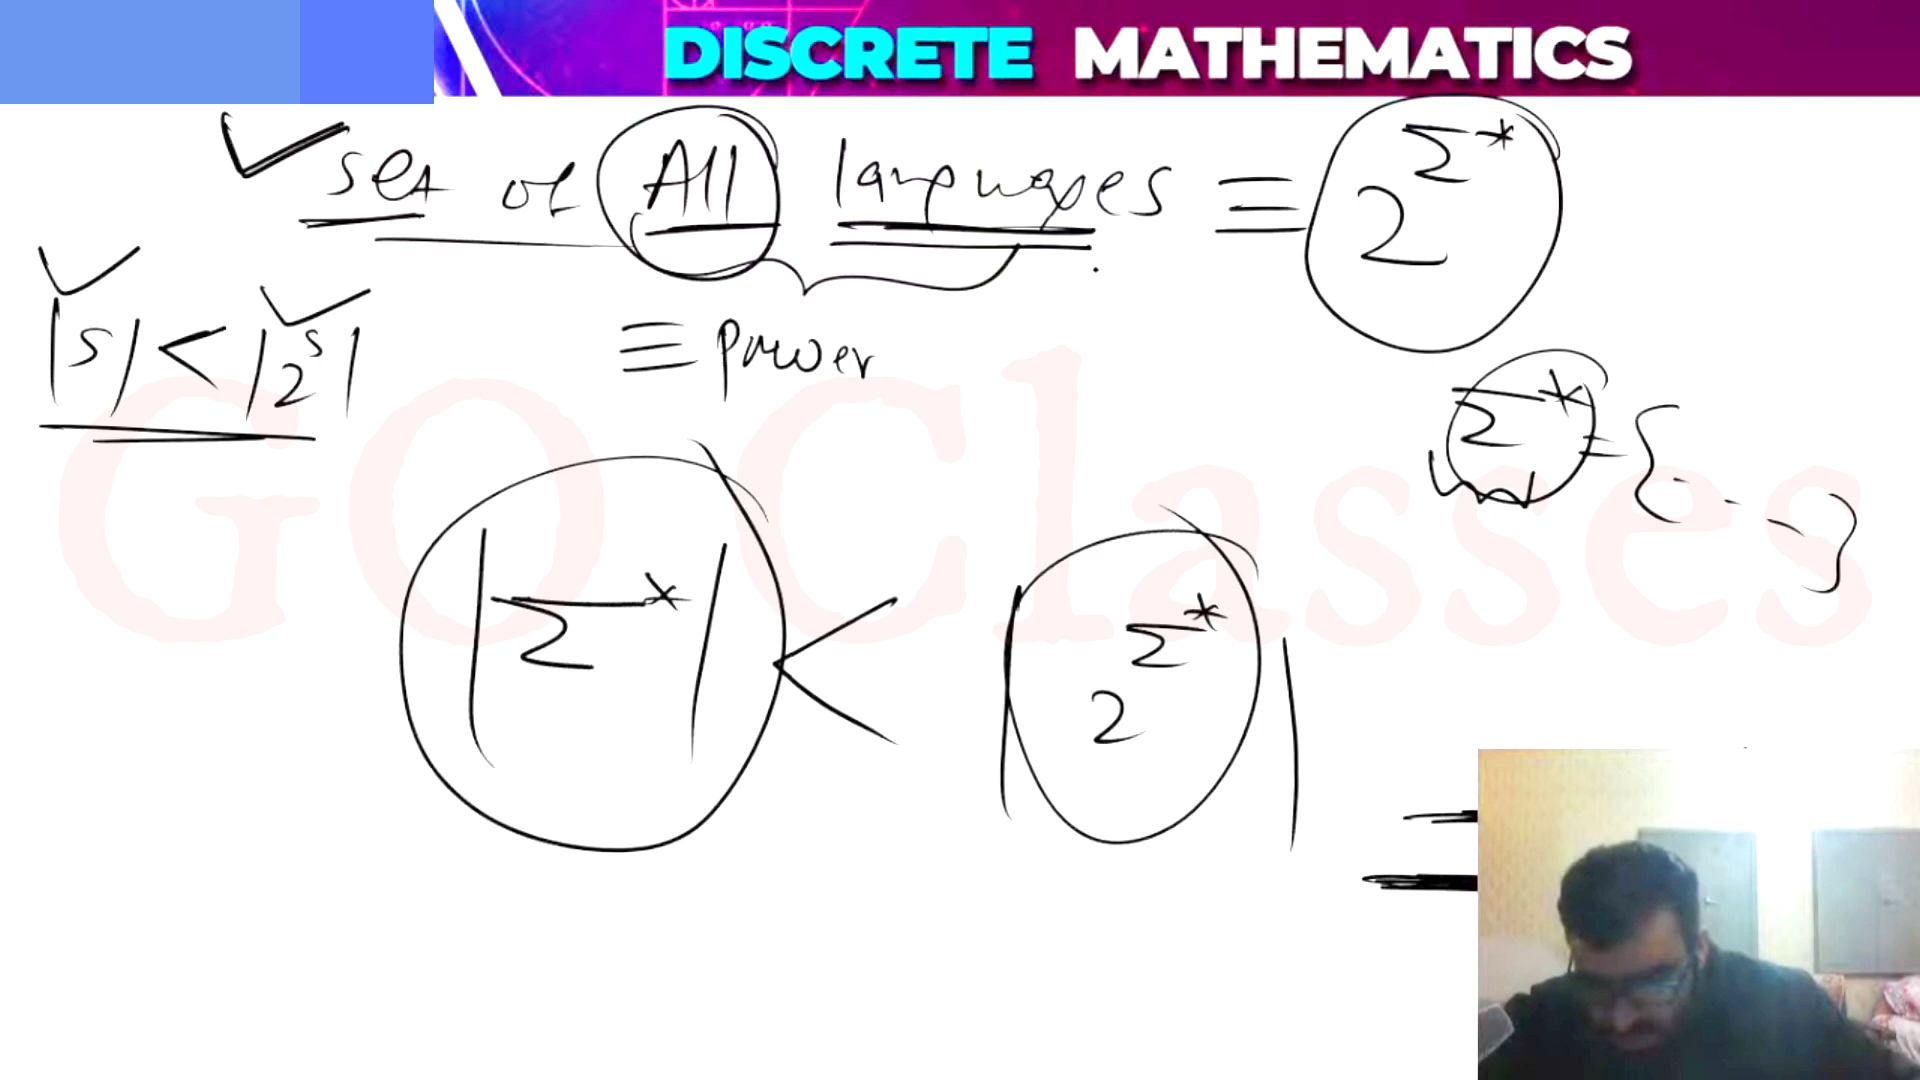 DISCRETE MATHEMATICS
set of All languages ≡ 2^Σ*
|S| < |2^S|
≡ power
Σ* = {---}
|Σ*| < |2^Σ*|
GO Classes